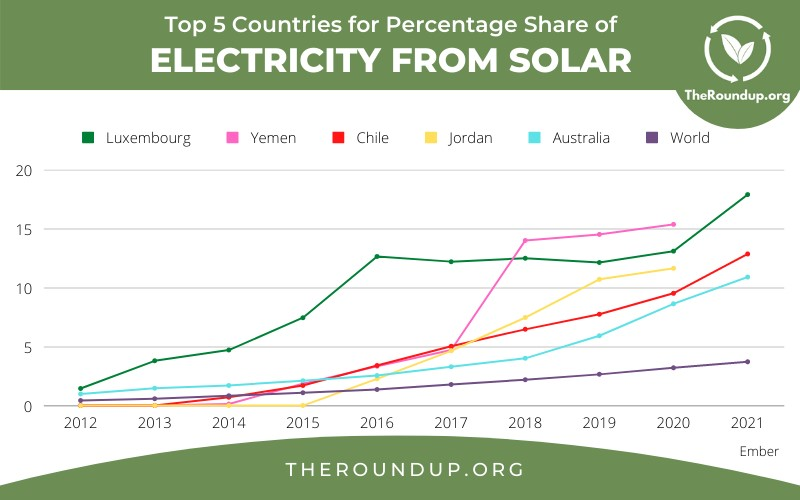 Top 5 Countries for Percentage Share of
ELECTRICITY FROM SOLAR
TheRoundup.org
Luxembourg Yemen Chile Jordan Australia World
20
15
10
5
0
2012 2013 2014 2015 2016 2017 2018 2019 2020 2021
Ember
THEROUNDUP.ORG